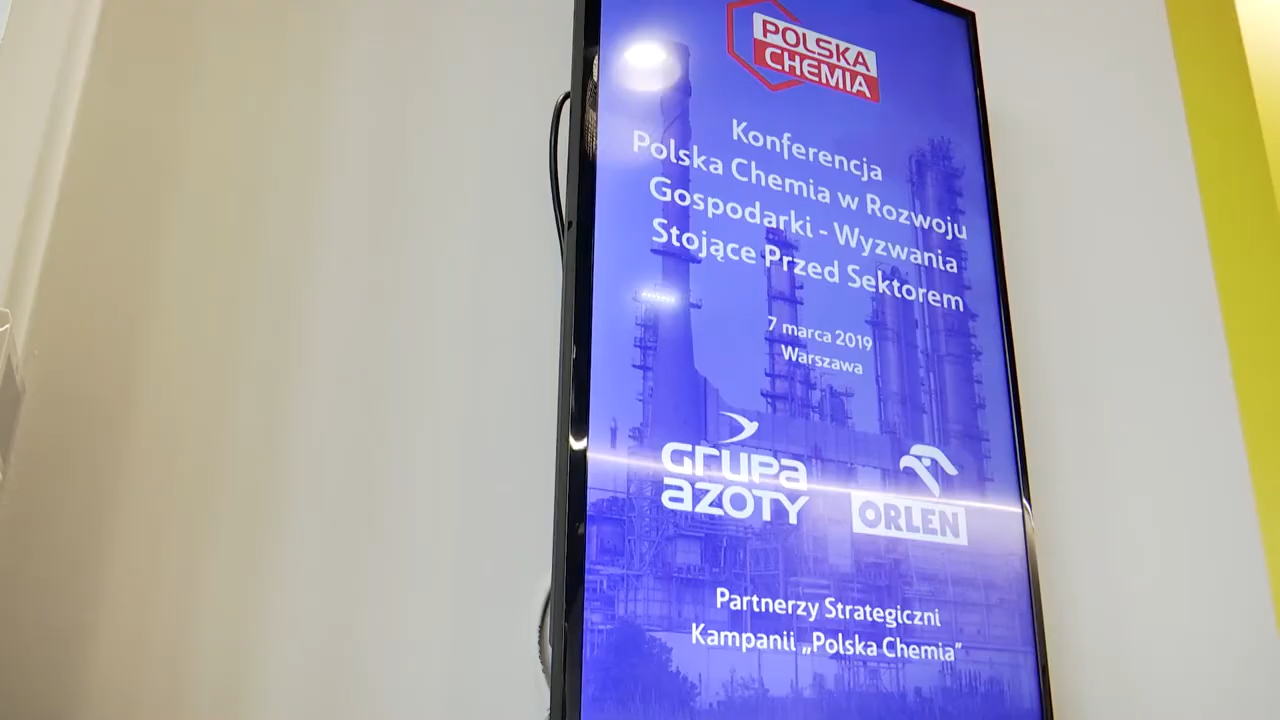 POLSKA
CHEMIA
Konferencja
Polska Chemia w Rozwoju
Gospodarki - Wyzwania
Stojące Przed Sektorem
7 marca 2019
Warszawa
GRUPA
AZOTY
ORLEN
Partnerzy Strategiczni
Kampanii „Polska Chemia”